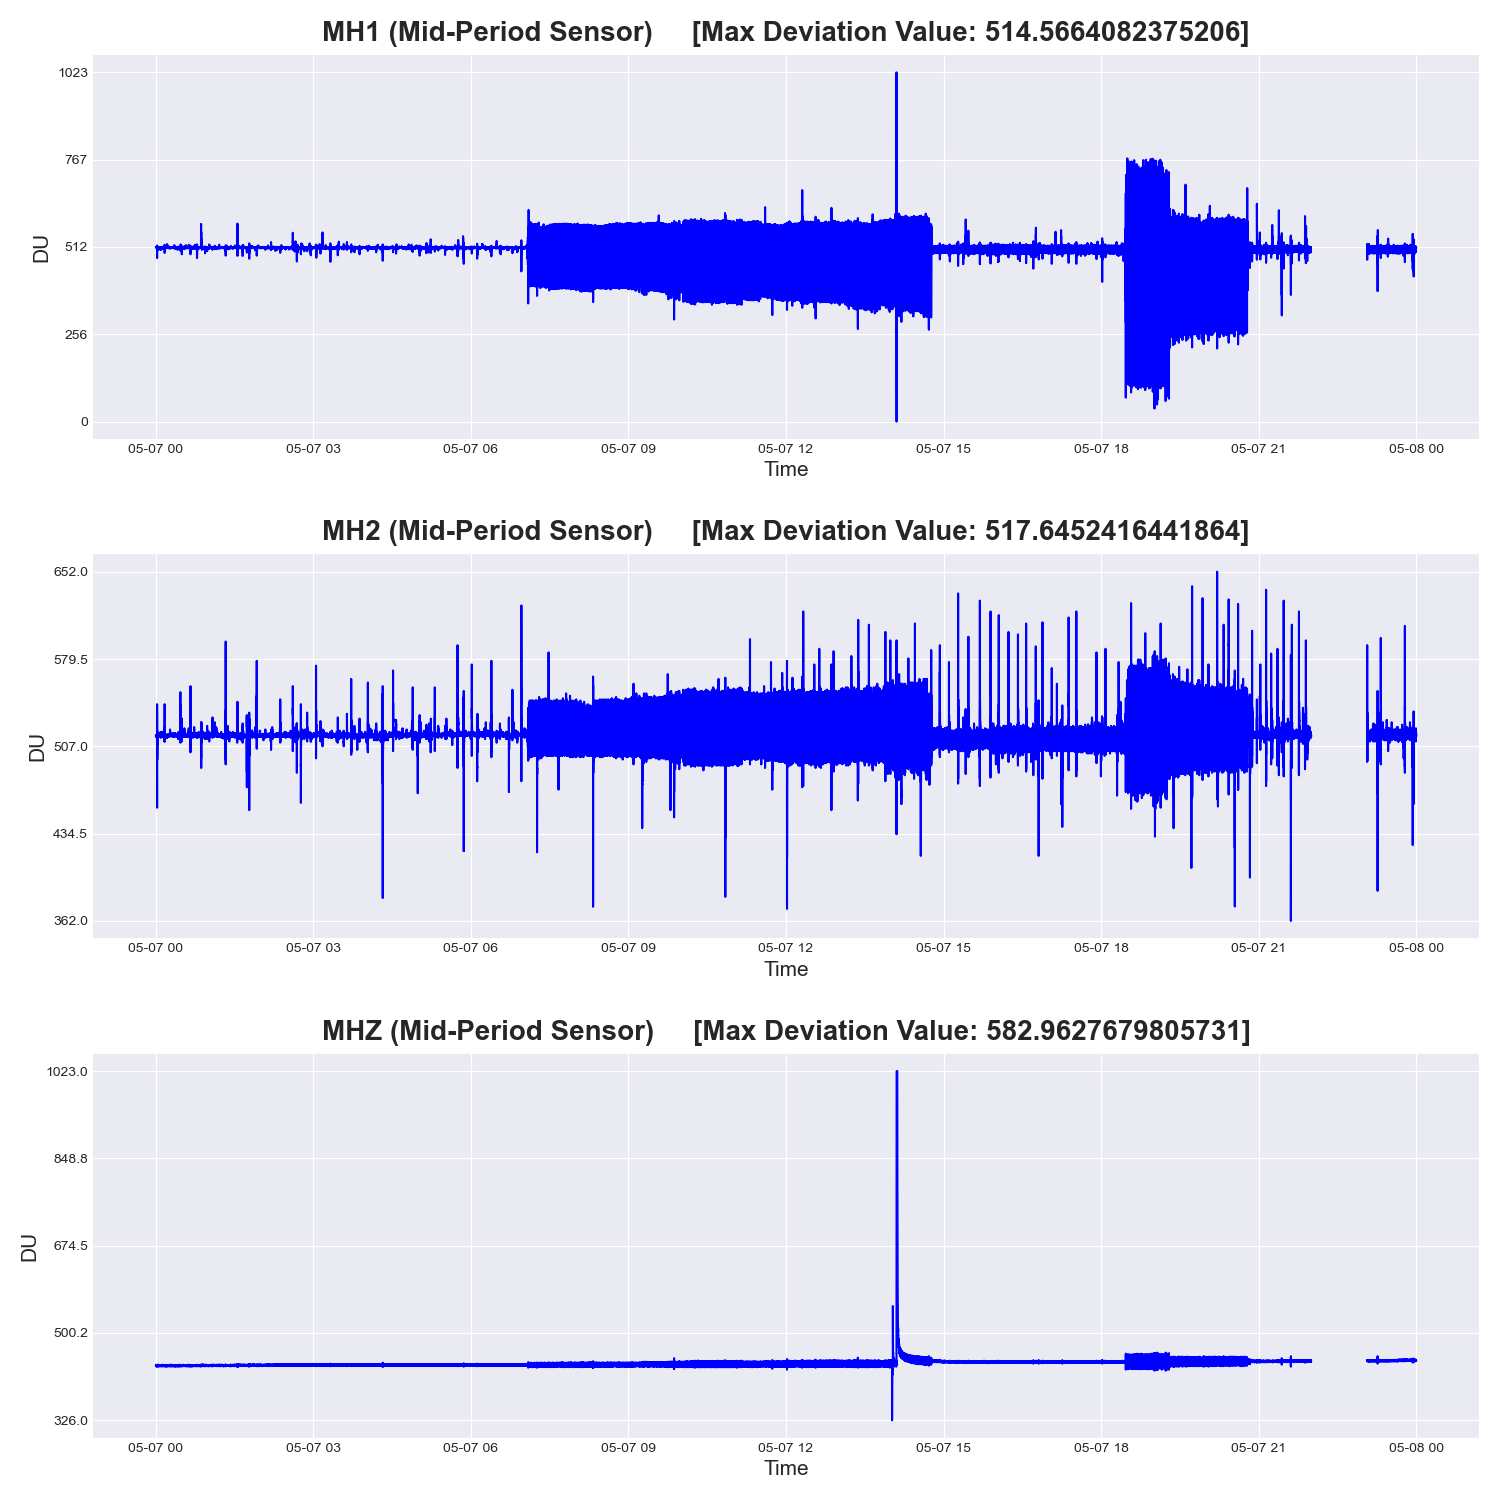 MH1 (Mid-Period Sensor) [Max Deviation Value: 514.5664082375206]
1023
767
512
256
0
DU
05-07 00 05-07 03 05-07 06 05-07 09 05-07 12 05-07 15 05-07 18 05-07 21 05-08 00
Time
MH2 (Mid-Period Sensor) [Max Deviation Value: 517.6452416441864]
652.0
579.5
507.0
434.5
362.0
DU
05-07 00 05-07 03 05-07 06 05-07 09 05-07 12 05-07 15 05-07 18 05-07 21 05-08 00
Time
MHZ (Mid-Period Sensor) [Max Deviation Value: 582.9627679805731]
1023.0
848.8
674.5
500.2
326.0
DU
05-07 00 05-07 03 05-07 06 05-07 09 05-07 12 05-07 15 05-07 18 05-07 21 05-08 00
Time